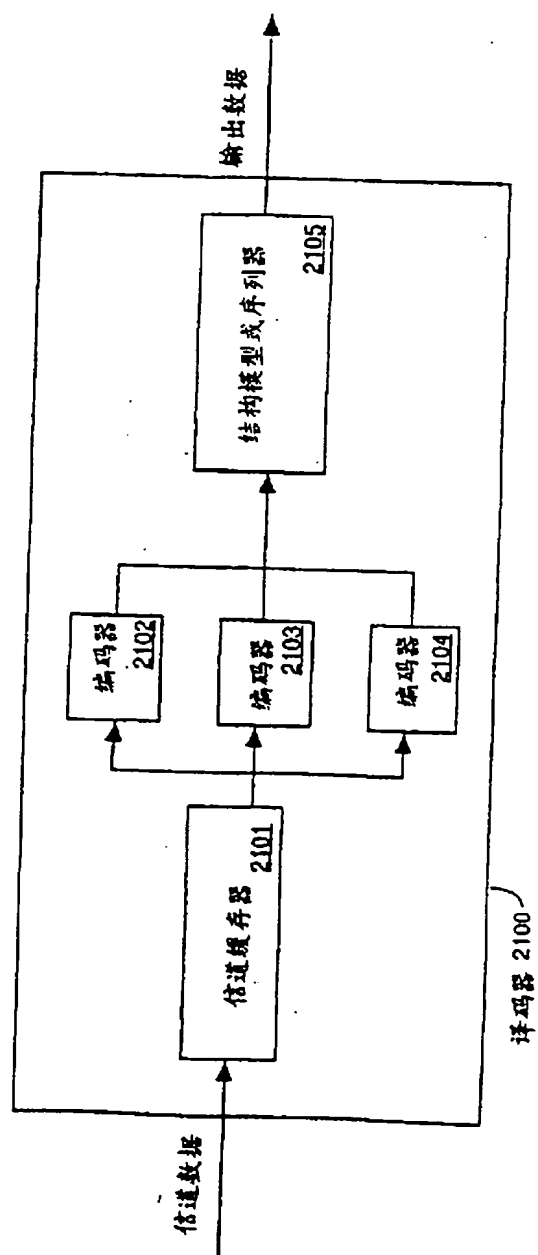 信道数据
信道缓存器
2101
编码器
2102
编码器
2103
编码器
2104
结构模型或序列器
2105
输出数据
译码器 2100